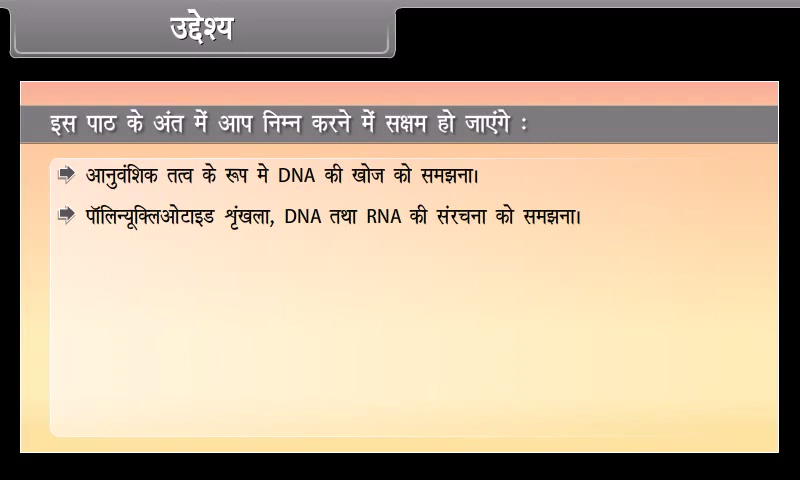 उद्देश्य
इस पाठ के अंत में आप निम्न करने में सक्षम हो जाएंगे :
आनुवंशिक तत्व के रूप मे DNA की खोज को समझना।
पॉलिन्यूक्लिओटाइड शृंखला, DNA तथा RNA की संरचना को समझना।